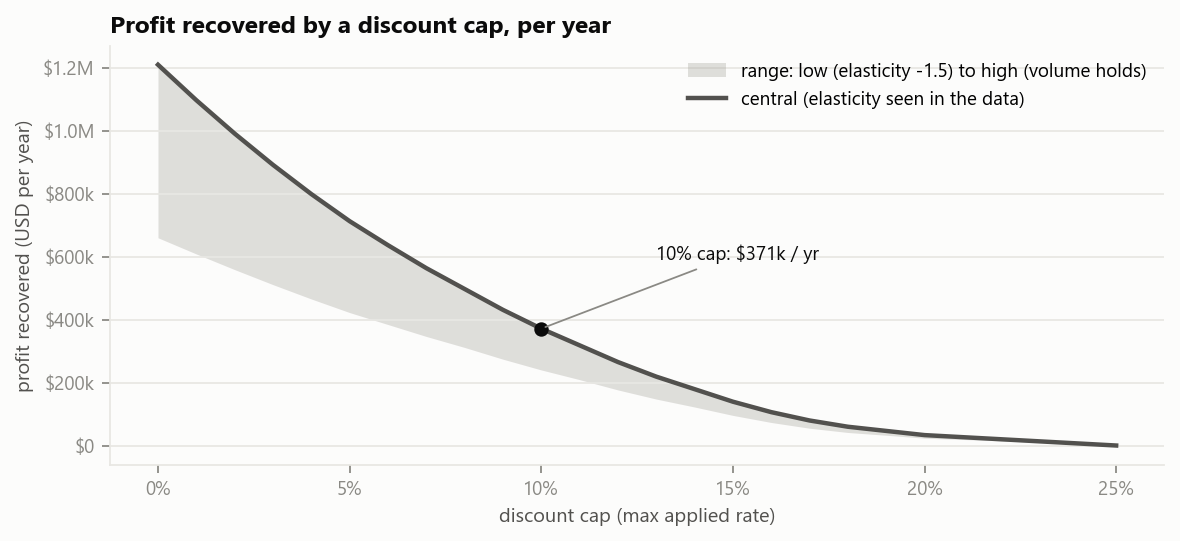 Profit recovered by a discount cap, per year
range: low (elasticity -1.5) to high (volume holds)
central (elasticity seen in the data)
profit recovered (USD per year)
$1.2M
$1.0M
$800k
$600k
$400k
$200k
$0
10% cap: $371k / yr
0%
5%
10%
15%
20%
25%
discount cap (max applied rate)